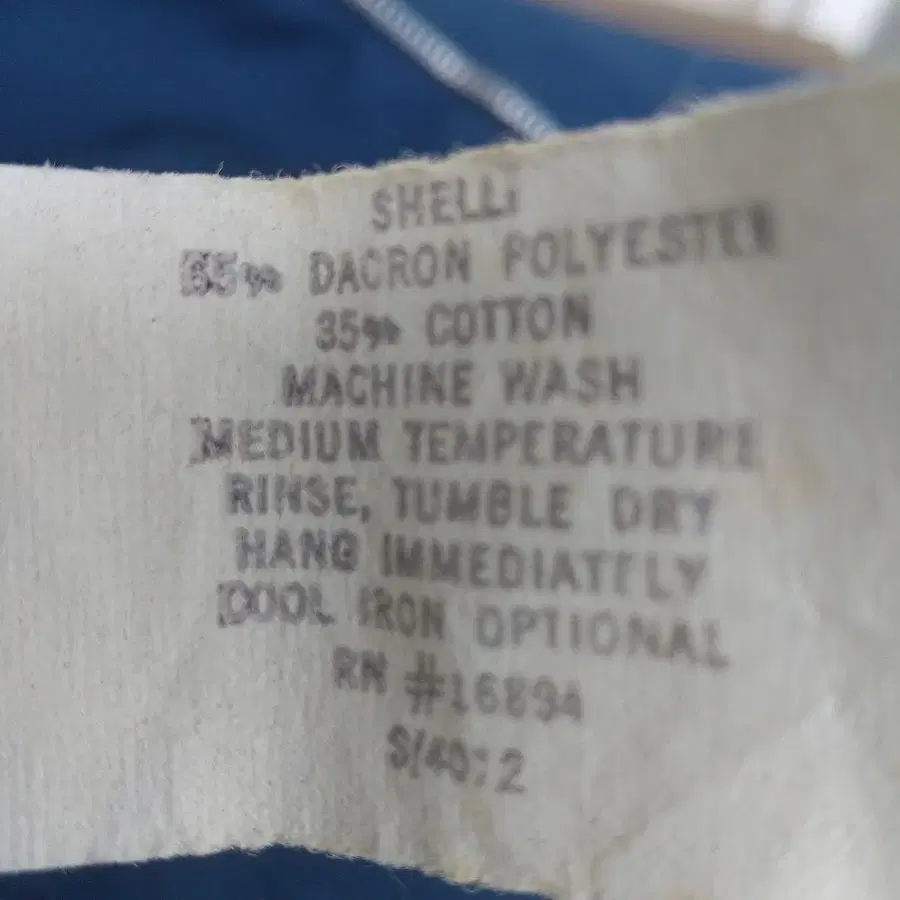 SHELL:
65% DACRON POLYESTER
35% COTTON
MACHINE WASH
MEDIUM TEMPERATURE
RINSE, TUMBLE DRY
HANG IMMEDIATELY
COOL IRON OPTIONAL
RN #16894